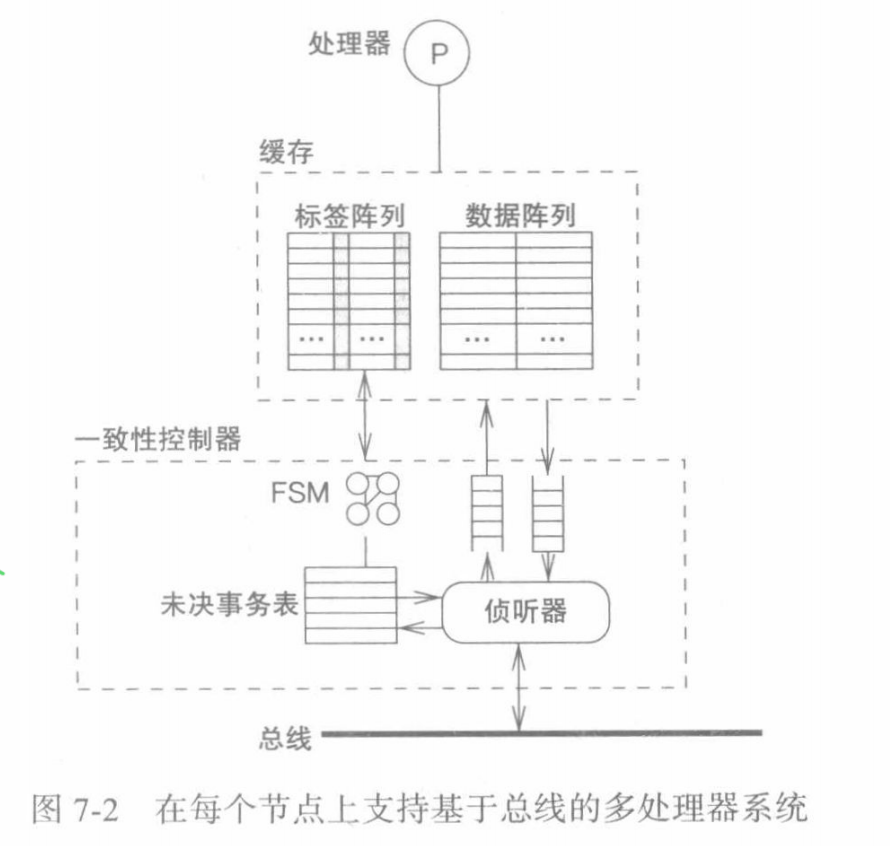 处理器
P
缓存
标签阵列 数据阵列
... ... ... ...
一致性控制器
FSM
未决事务表
侦听器
总线
图 7-2 在每个节点上支持基于总线的多处理器系统